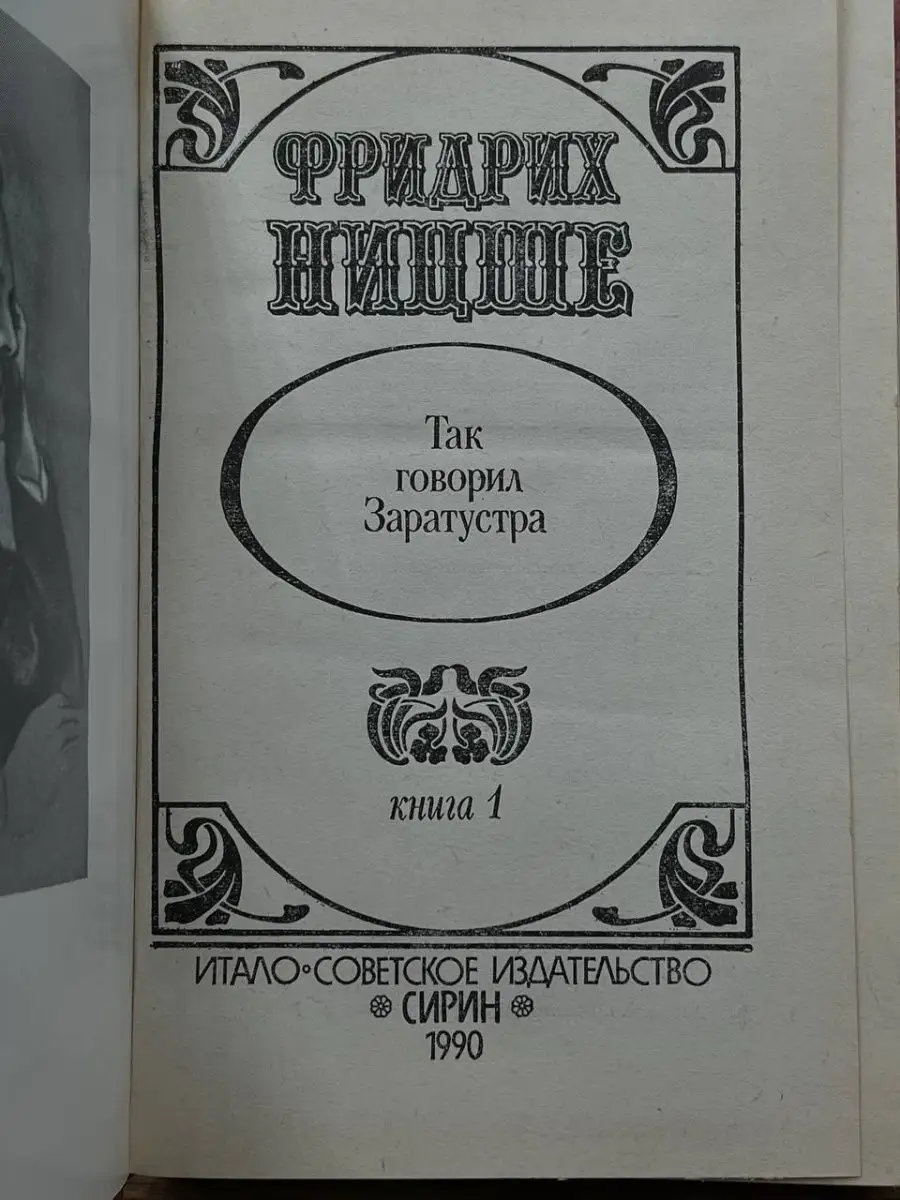 ФРИДРИХ
НИЦШЕ
Так
говорил
Заратустра
книга 1
ИТАЛО·СОВЕТСКОЕ ИЗДАТЕЛЬСТВО
СИРИН
1990